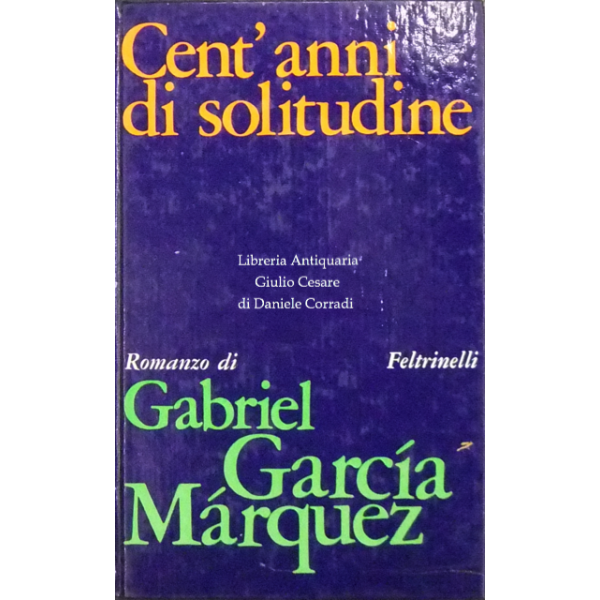 Cent'anni
di solitudine
Libreria Antiquaria
Giulio Cesare
di Daniele Corradi
Romanzo di Feltrinelli
Gabriel
García
Márquez